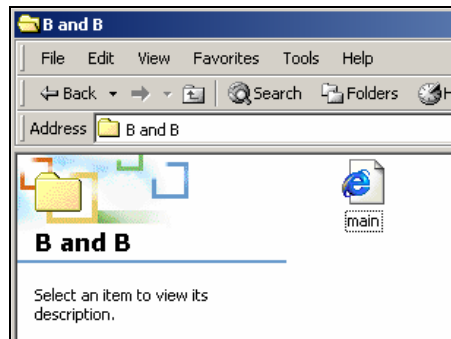 B and B
File Edit View Favorites Tools Help
Back Search Folders H
Address B and B
main
B and B
Select an item to view its
description.